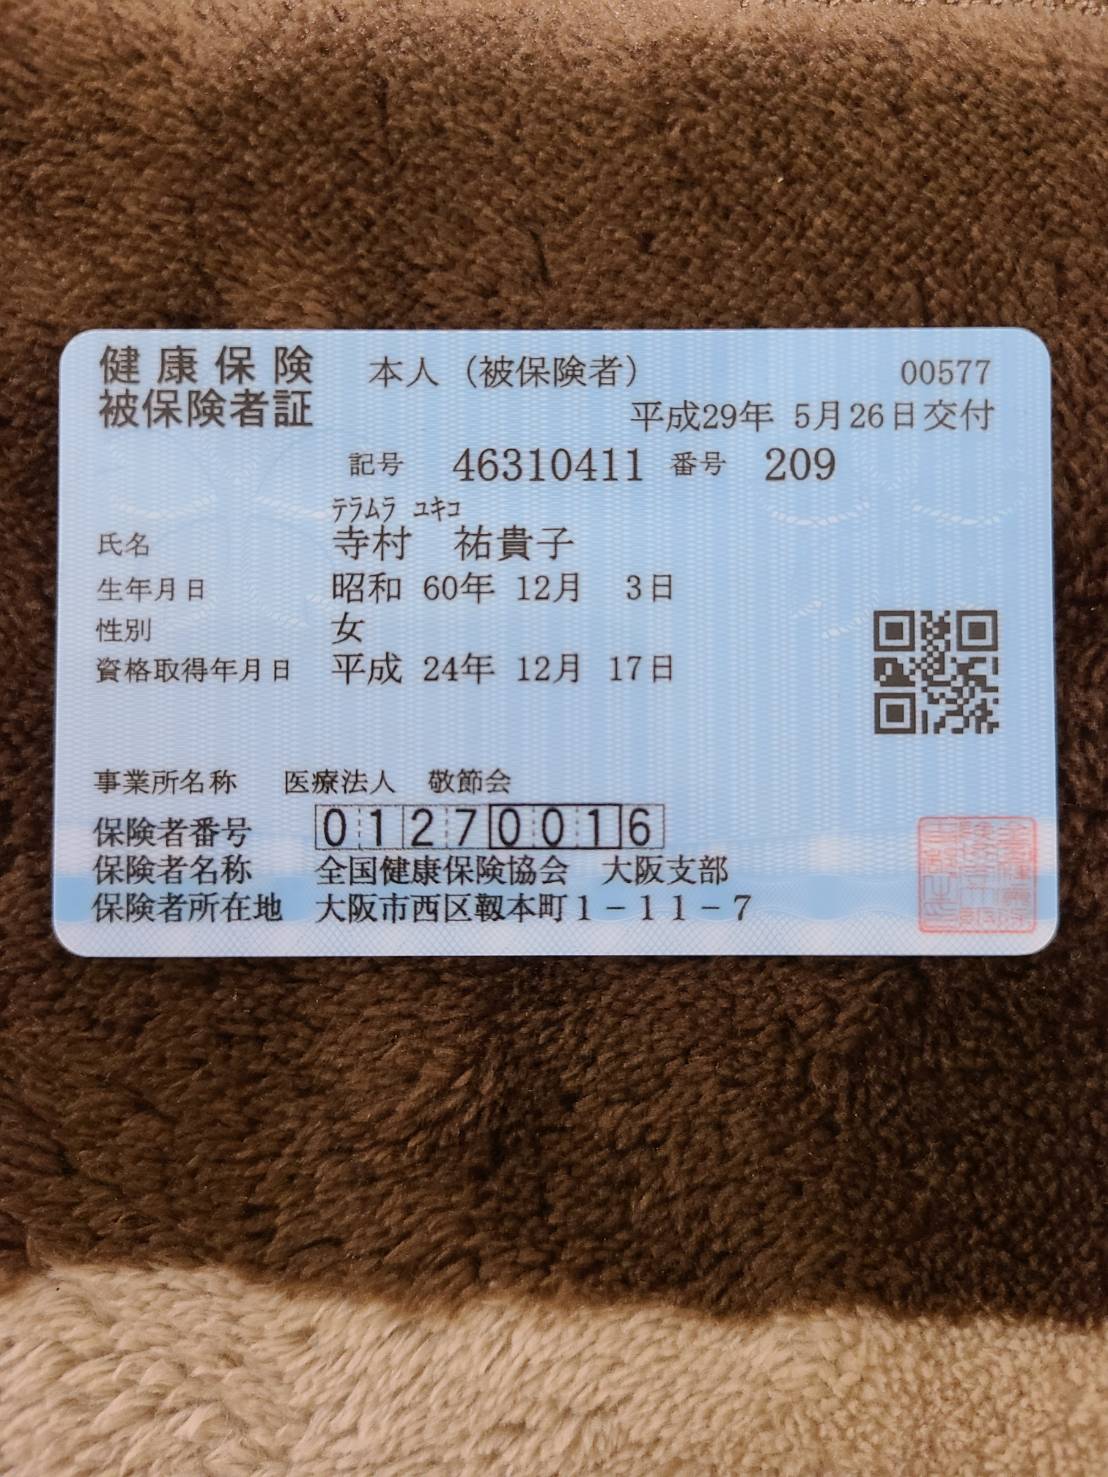 健康保険 本人（被保険者） 00577
被保険者証 平成29年 5月26日交付
記号 46310411 番号 209
ﾃﾗﾑﾗ ﾕｷｺ
氏名 寺村 祐貴子
生年月日 昭和 60年 12月 3日
性別 女
資格取得年月日 平成 24年 12月 17日
事業所名称 医療法人 敬節会
保険者番号 01270016
保険者名称 全国健康保険協会 大阪支部
保険者所在地 大阪市西区靱本町１－１１－７